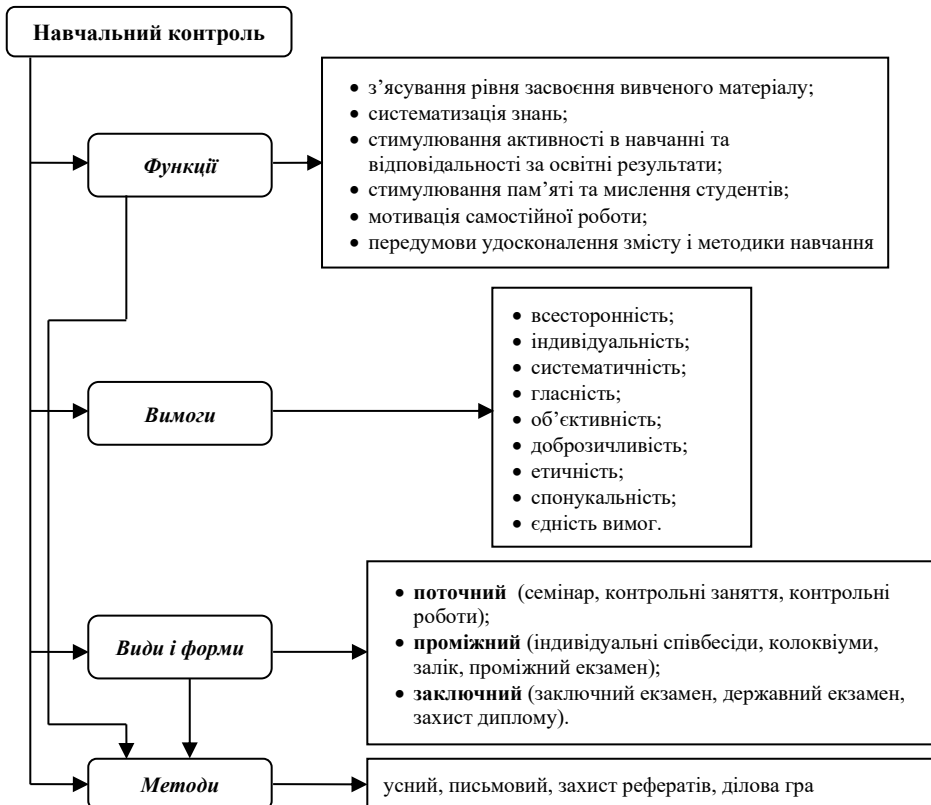 Навчальний контроль
• з’ясування рівня засвоєння вивченого матеріалу;
• систематизація знань;
• стимулювання активності в навчанні та
відповідальності за освітні результати;
• стимулювання пам’яті та мислення студентів;
• мотивація самостійної роботи;
• передумови удосконалення змісту і методики навчання
Функції
• всесторонність;
• індивідуальність;
• систематичність;
• гласність;
• об’єктивність;
• доброзичливість;
• етичність;
• спонукальність;
• єдність вимог.
Вимоги
• поточний (семінар, контрольні заняття, контрольні
роботи);
• проміжний (індивідуальні співбесіди, колоквіуми,
залік, проміжний екзамен);
• заключний (заключний екзамен, державний екзамен,
захист диплому).
Види і форми
Методи
усний, письмовий, захист рефератів, ділова гра